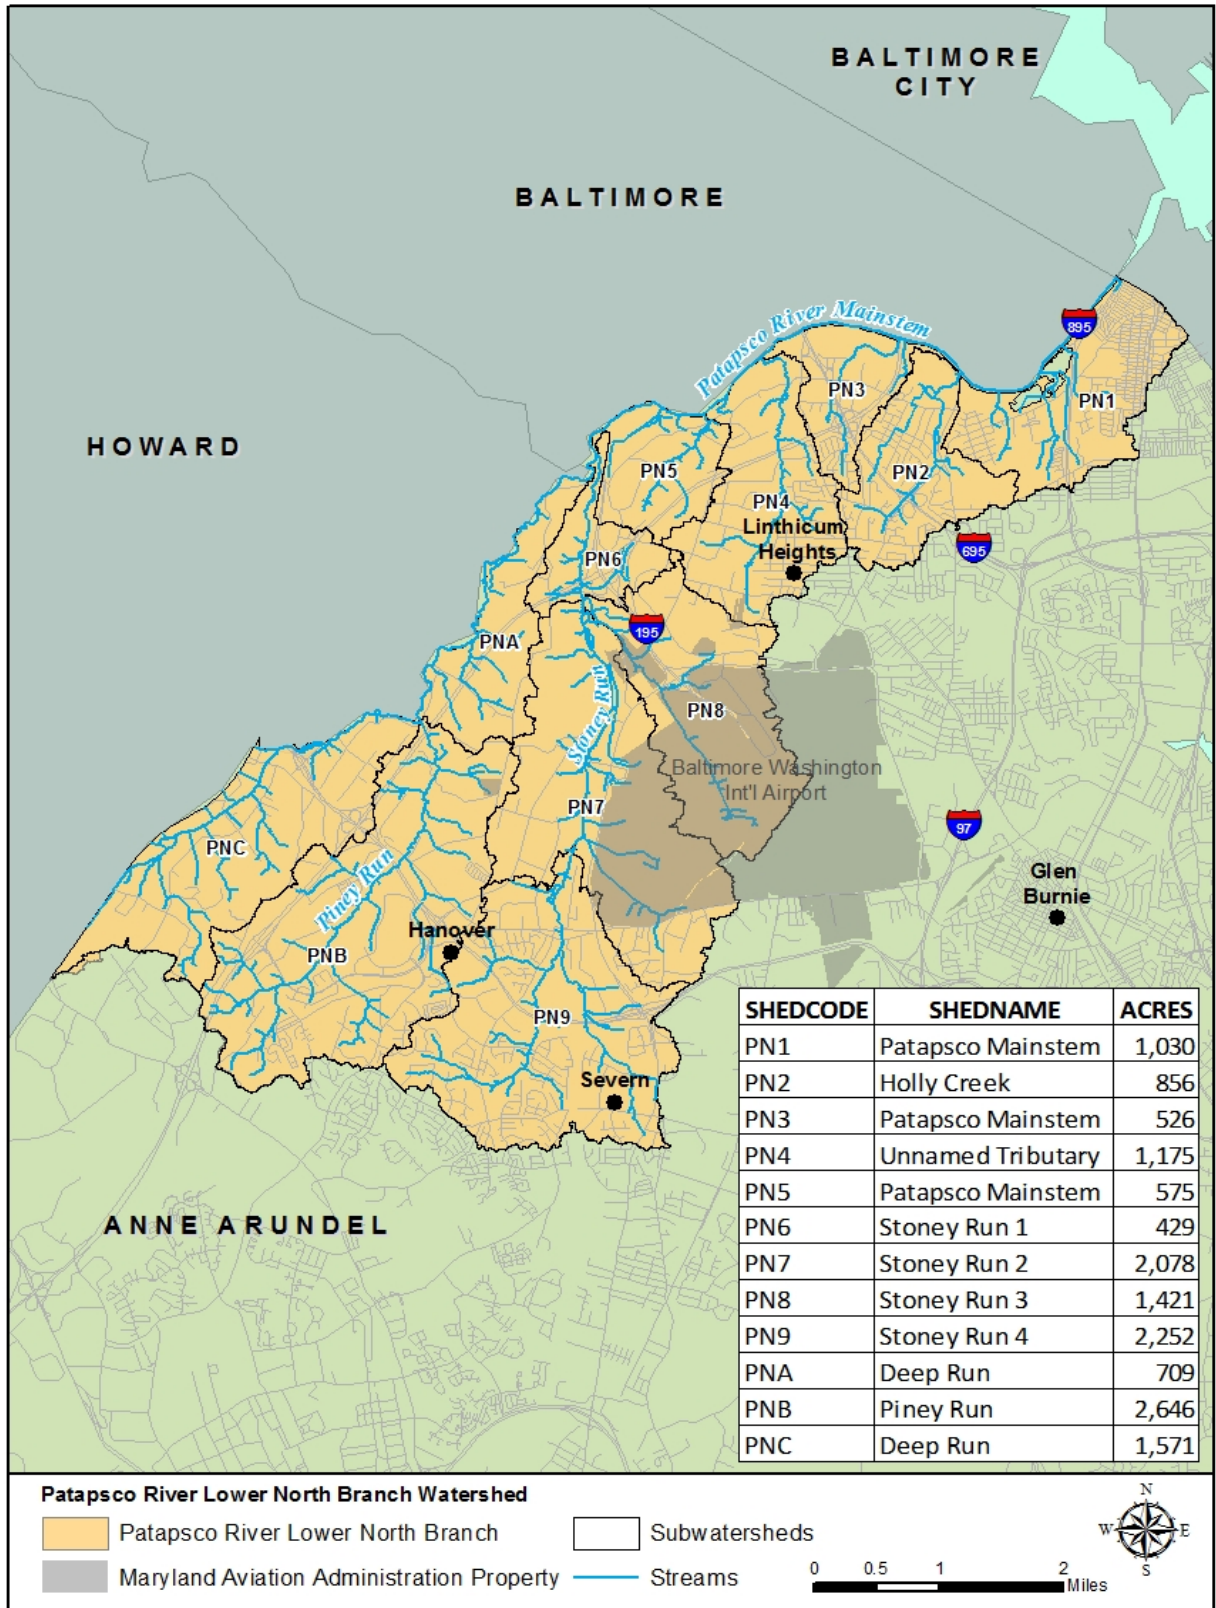 BALTIMORE
CITY
BALTIMORE
Patapsco River Mainstem
895
HOWARD
PN3
PN1
PN5
PN2
PN4
Linthicum
Heights
695
PN6
195
PNA
Stoney Run
PN8
Baltimore Washington
Int'l Airport
PN7
97
PNC
Piney Run
Glen
Burnie
Hanover
PNB
PN9
Severn
ANNE ARUNDEL
SHEDCODE SHEDNAME ACRES
PN1 Patapsco Mainstem 1,030
PN2 Holly Creek 856
PN3 Patapsco Mainstem 526
PN4 Unnamed Tributary 1,175
PN5 Patapsco Mainstem 575
PN6 Stoney Run 1 429
PN7 Stoney Run 2 2,078
PN8 Stoney Run 3 1,421
PN9 Stoney Run 4 2,252
PNA Deep Run 709
PNB Piney Run 2,646
PNC Deep Run 1,571
Patapsco River Lower North Branch Watershed
Patapsco River Lower North Branch
Subwatersheds
Maryland Aviation Administration Property
Streams
0 0.5 1 2
Miles
N
W E
S